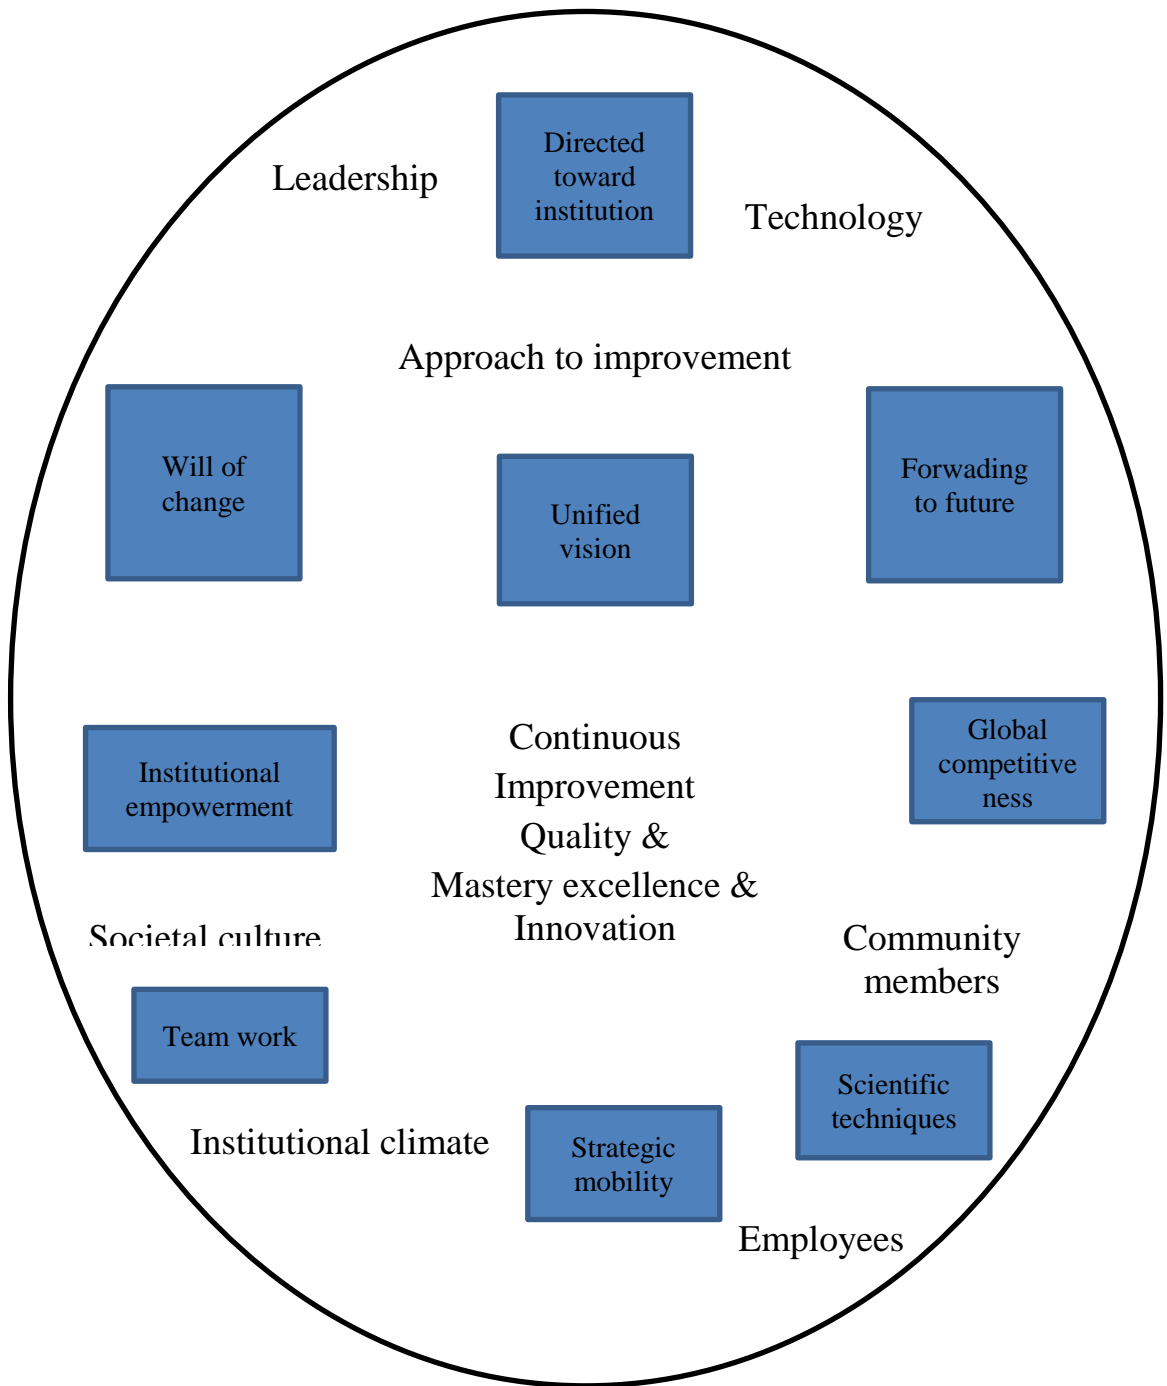 Directed
toward
institution
Leadership
Technology
Approach to improvement
Will of
change
Unified
vision
Forwading
to future
Institutional
empowerment
Continuous
Improvement
Quality &
Mastery excellence &
Innovation
Global
competitive
ness
Societal culture
Community
members
Team work
Scientific
techniques
Institutional climate
Strategic
mobility
Employees